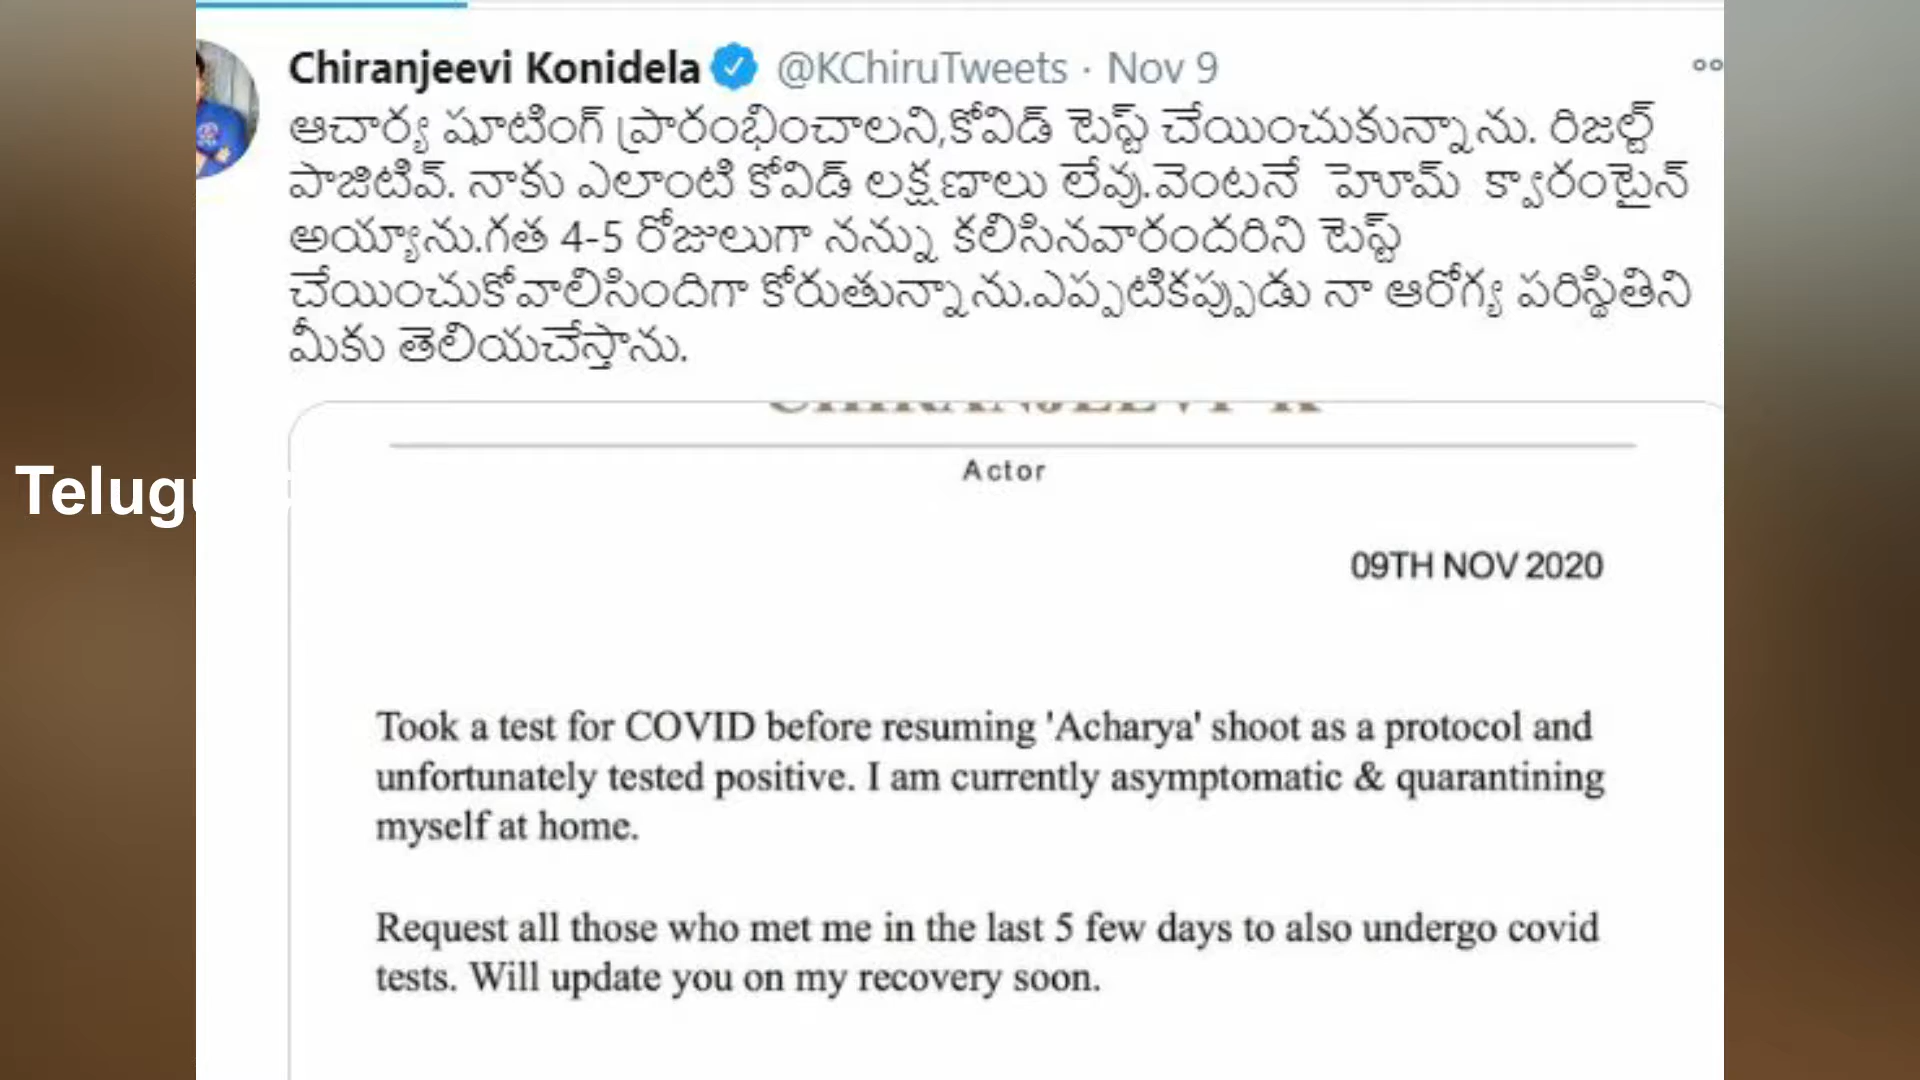 Chiranjeevi Konidela @KChiruTweets · Nov 9
ఆచార్య షూటింగ్ ప్రారంభించాలని,కోవిడ్ టెస్ట్ చేయించుకున్నాను. రిజల్ట్
పాజిటివ్. నాకు ఎలాంటి కోవిడ్ లక్షణాలు లేవు.వెంటనే హెూమ్ క్వారంటైన్
అయ్యాను.గత 4-5 రోజులుగా నన్ను కలిసినవారందరిని టెస్ట్
చేయించుకోవాలిసిందిగా కోరుతున్నాను.ఎప్పటికప్పుడు నా ఆరోగ్య పరిస్థితిని
మీకు తెలియచేస్తాను.
CHIRANJEEVI K
Actor
Telugu
09TH NOV 2020
Took a test for COVID before resuming 'Acharya' shoot as a protocol and
unfortunately tested positive. I am currently asymptomatic & quarantining
myself at home.
Request all those who met me in the last 5 few days to also undergo covid
tests. Will update you on my recovery soon.